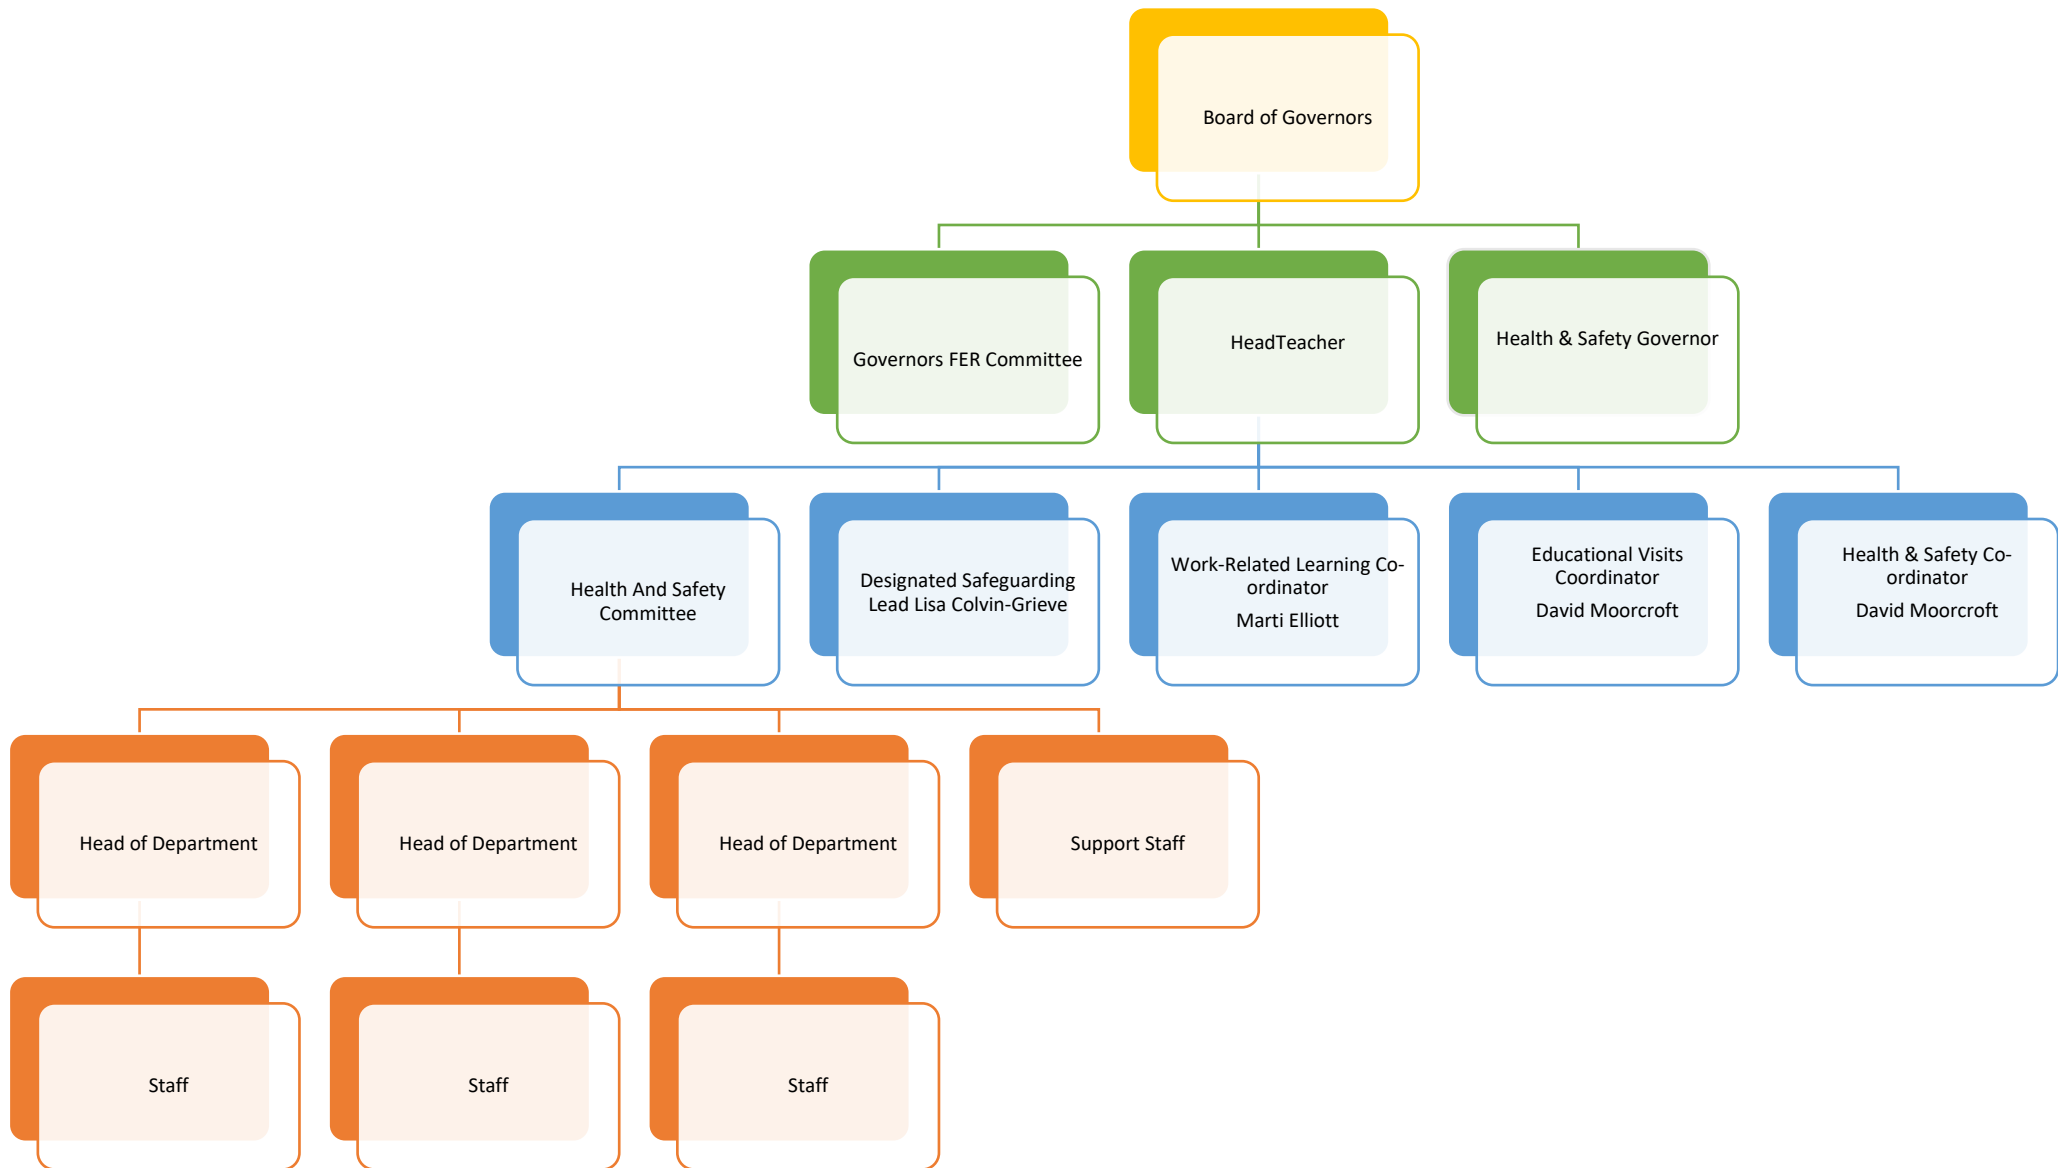 Board of Governors
Governors FER Committee
HeadTeacher
Health & Safety Governor
Health And Safety
Committee
Designated Safeguarding
Lead Lisa Colvin-Grieve
Work-Related Learning Co-
ordinator
Marti Elliott
Educational Visits
Coordinator
David Moorcroft
Health & Safety Co-
ordinator
David Moorcroft
Head of Department
Head of Department
Head of Department
Support Staff
Staff
Staff
Staff